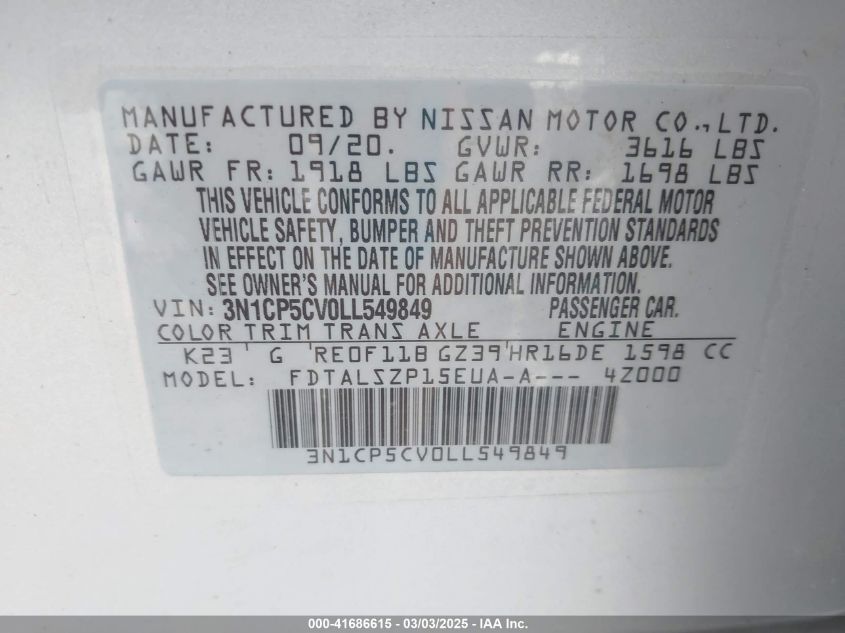 MANUFACTURED BY NISSAN MOTOR CO., LTD.
DATE: 09/20. GVWR: 3616 LBS
GAWR FR: 1918 LBS GAWR RR: 1698 LBS
THIS VEHICLE CONFORMS TO ALL APPLICABLE FEDERAL MOTOR
VEHICLE SAFETY, BUMPER AND THEFT PREVENTION STANDARDS
IN EFFECT ON THE DATE OF MANUFACTURE SHOWN ABOVE.
SEE OWNER'S MANUAL FOR ADDITIONAL INFORMATION.
VIN: 3N1CP5CV0LL549849 PASSENGER CAR.
COLOR TRIM TRANS AXLE ENGINE
K23 G RE0F11B GZ39 HR16DE 1598 CC
MODEL: FDTALSZP15EUA-A--- 4Z000
3N1CP5CV0LL549849
000-41686615 - 03/03/2025 - IAA Inc.